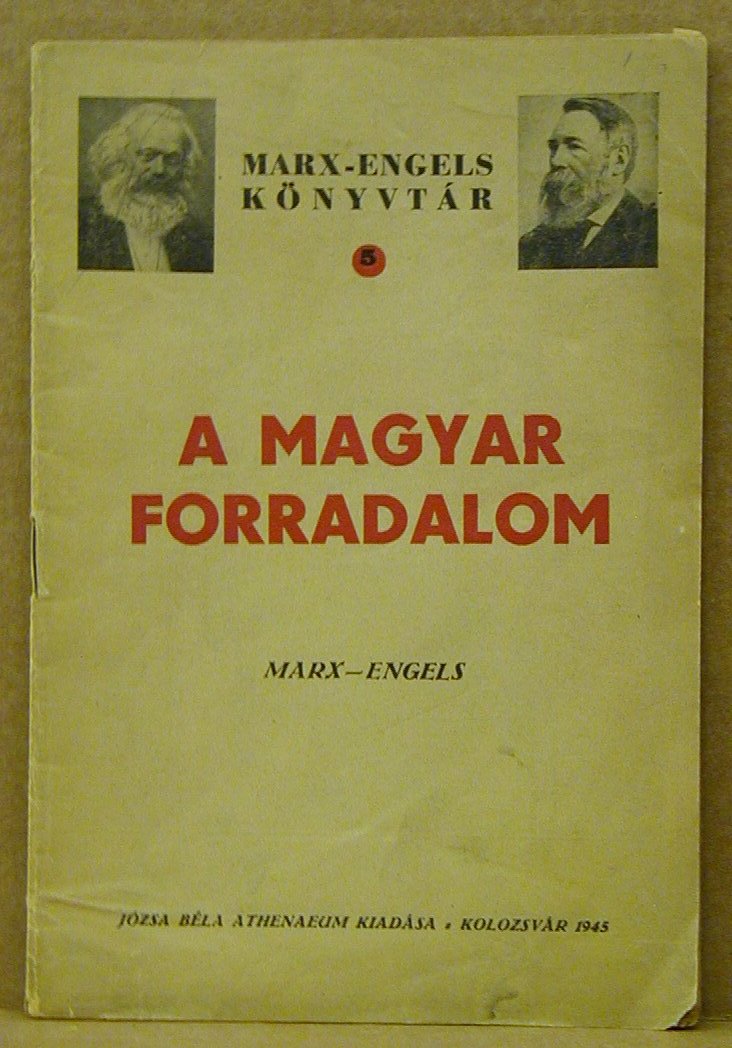 MARX-ENGELS
KÖNYVTÁR
5
A MAGYAR
FORRADALOM
MARX—ENGELS
JÓZSA BÉLA ATHENAEUM KIADÁSA • KOLOZSVÁR 1945